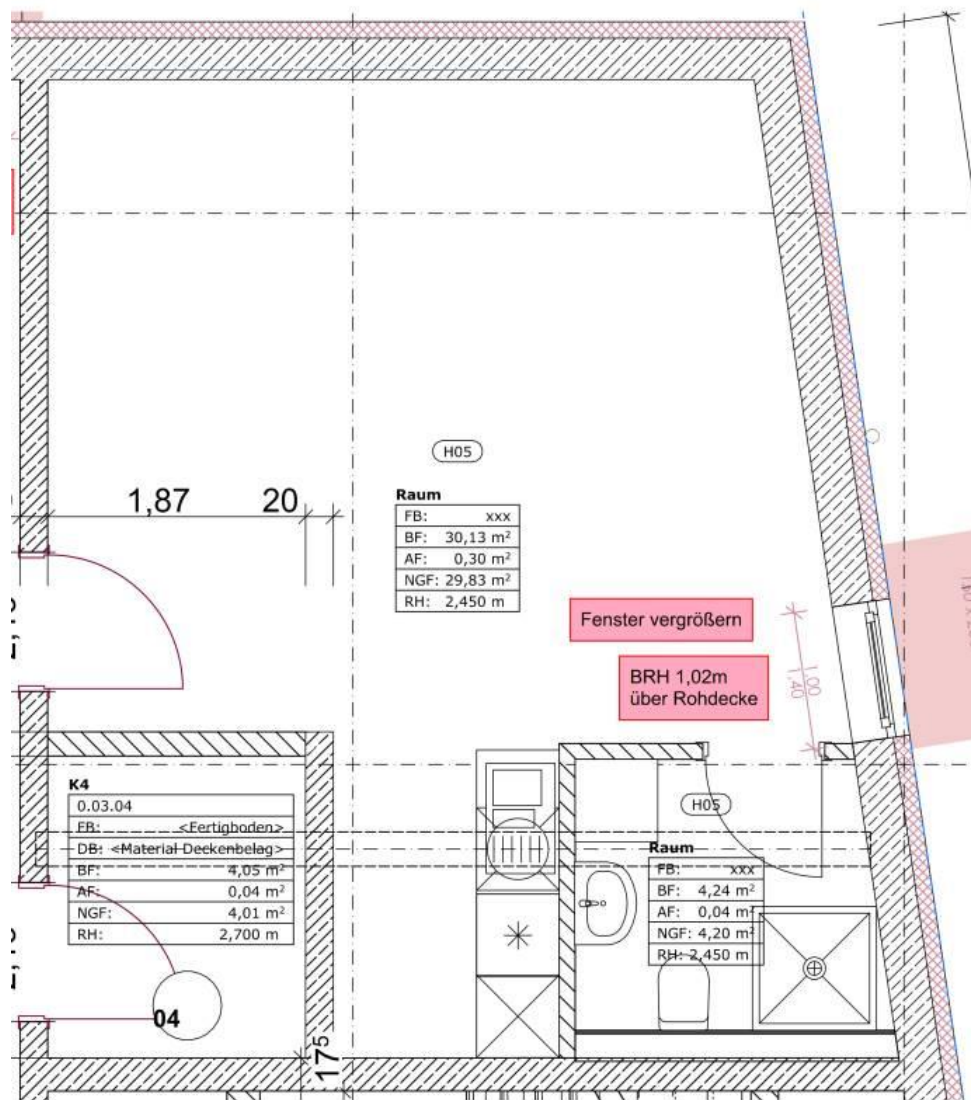 H05
1,87 20
Raum
FB: xxx
BF: 30,13 m²
AF: 0,30 m²
NGF: 29,83 m²
RH: 2,450 m
Fenster vergrößern
BRH 1,02m
über Rohdecke
1,00
1,40
K4
0.03.04
FB: <Fertigboden>
DB: <Material Deckenbelag>
BF: 4,05 m²
AF: 0,04 m²
NGF: 4,01 m²
RH: 2,700 m
H05
Raum
FB: xxx
BF: 4,24 m²
AF: 0,04 m²
NGF: 4,20 m²
RH: 2,450 m
04
17⁵